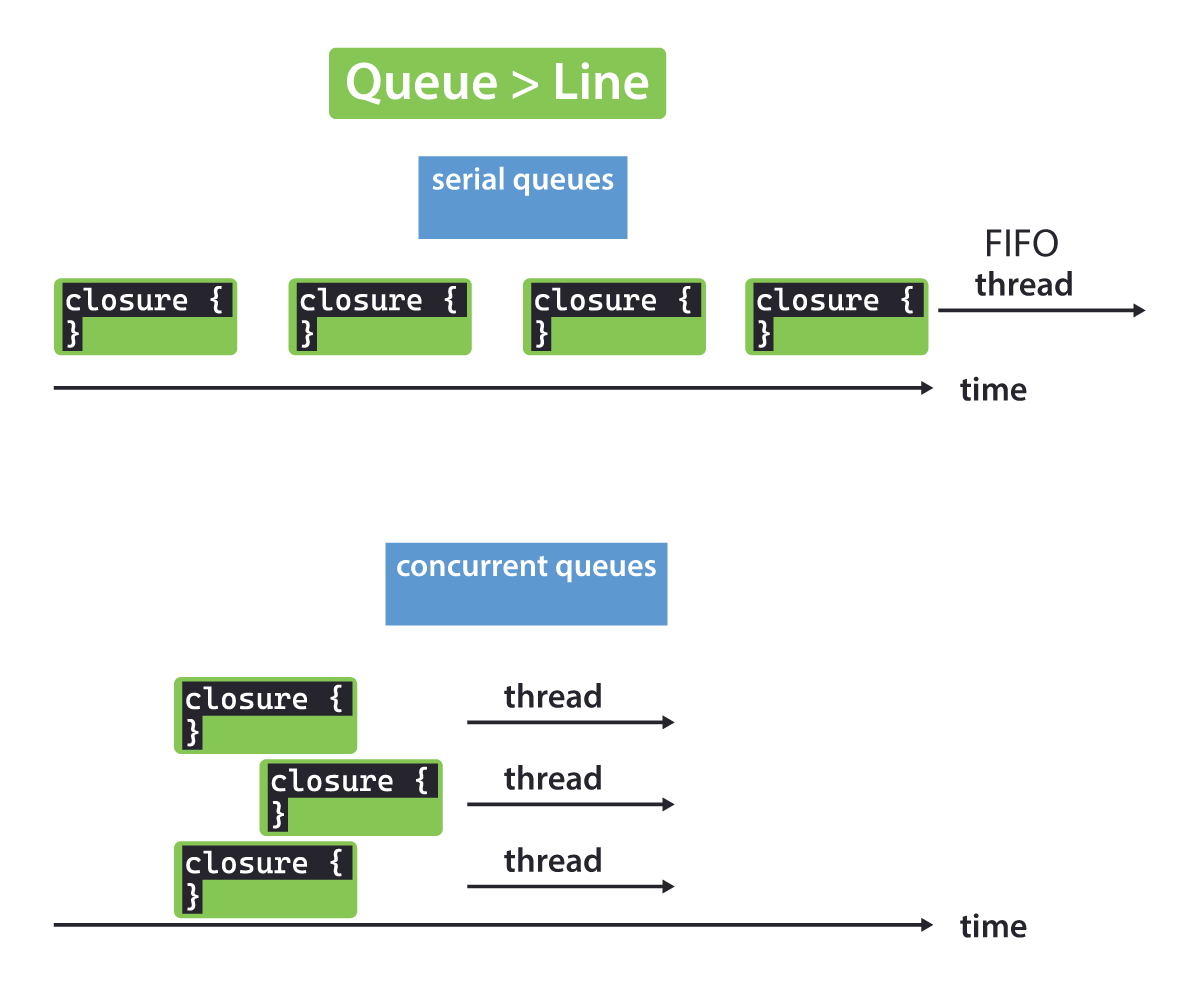 Queue > Line
serial queues
FIFO
thread
closure {
}
closure {
}
closure {
}
closure {
}
time
concurrent queues
closure {
}
thread
closure {
}
thread
closure {
}
thread
time